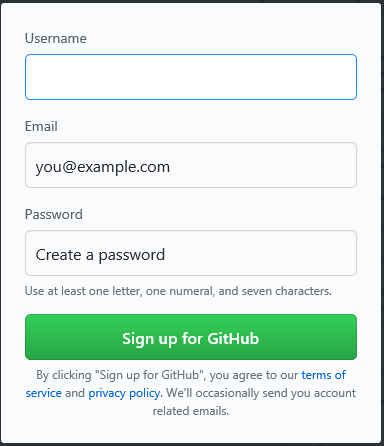 Username
Email
you@example.com
Password
Create a password
Use at least one letter, one numeral, and seven characters.
Sign up for GitHub
By clicking "Sign up for GitHub", you agree to our terms of
service and privacy policy. We’ll occasionally send you account
related emails.